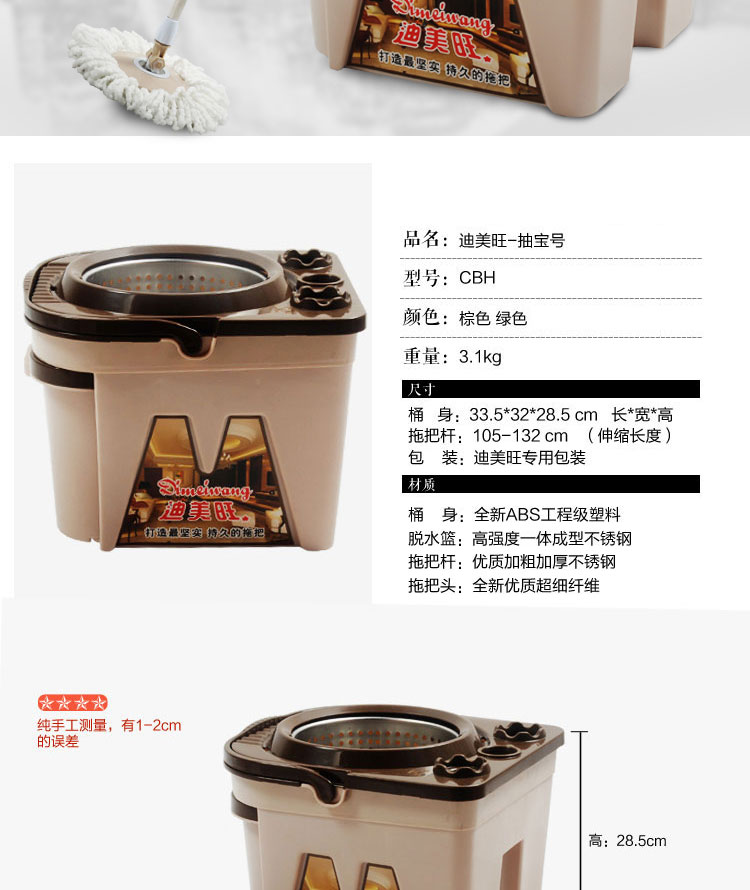 Dimeiwang
迪美旺
打造最坚实 持久的拖把
品名：迪美旺-抽宝号
型号：CBH
颜色：棕色 绿色
重量：3.1kg
尺寸
桶 身：33.5*32*28.5 cm 长*宽*高
拖把杆：105-132 cm （伸缩长度）
包 装：迪美旺专用包装
材质
桶 身：全新ABS工程级塑料
脱水篮：高强度一体成型不锈钢
拖把杆：优质加粗加厚不锈钢
拖把头：全新优质超细纤维
Dimeiwang
迪美旺
打造最坚实 持久的拖把
纯手工测量，有1-2cm
的误差
高：28.5cm